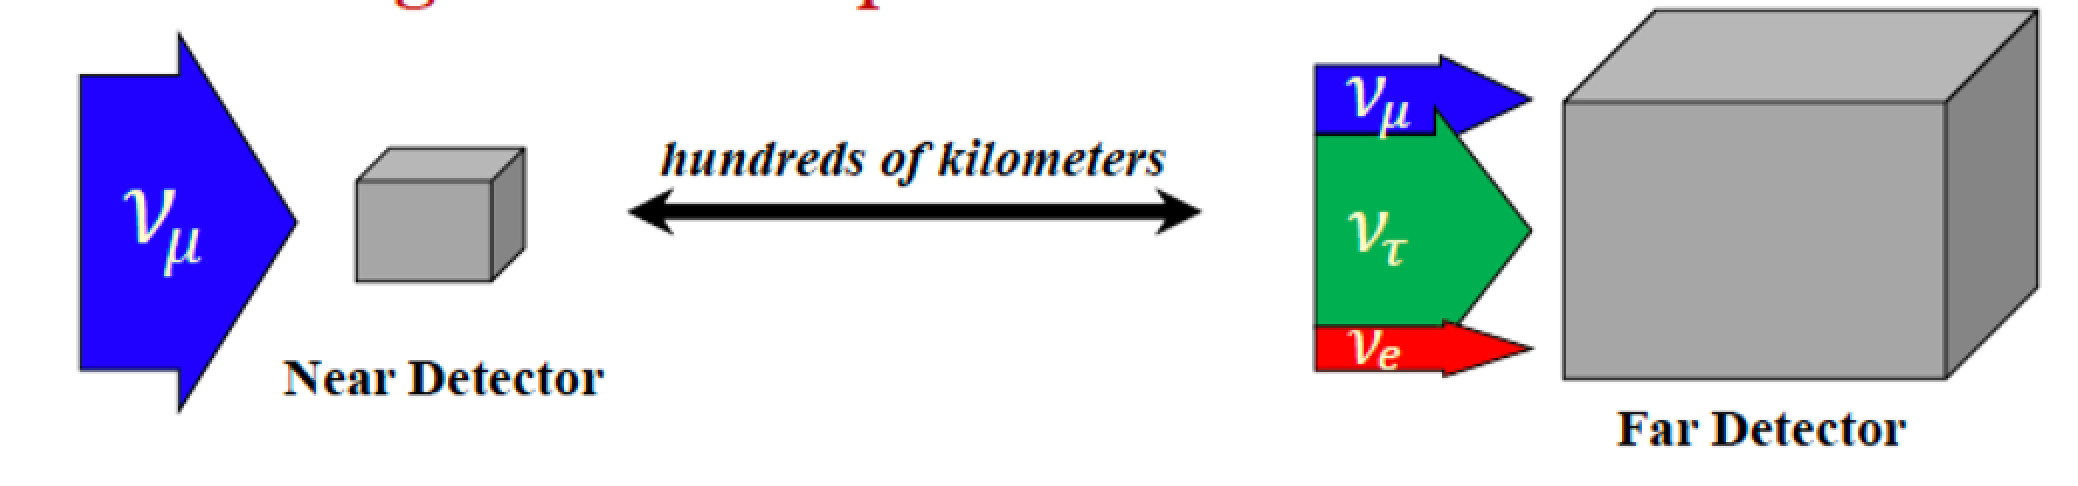 ν_μ
Near Detector
hundreds of kilometers
ν_μ
ν_τ
ν_e
Far Detector